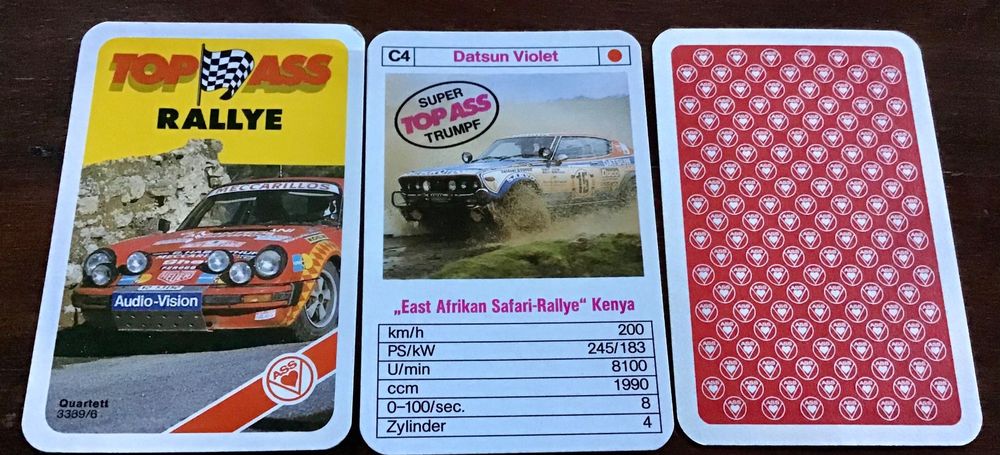 TOP ASS
RALLYE
MECCARILLOS
Audio-Vision
ASS
Quartett
3389/6
C4 Datsun Violet
SUPER
TOP ASS
TRUMPF
DATSUN
15
„East Afrikan Safari-Rallye“ Kenya
km/h 200
PS/kW 245/183
U/min 8100
ccm 1990
0–100/sec. 8
Zylinder 4
ASS